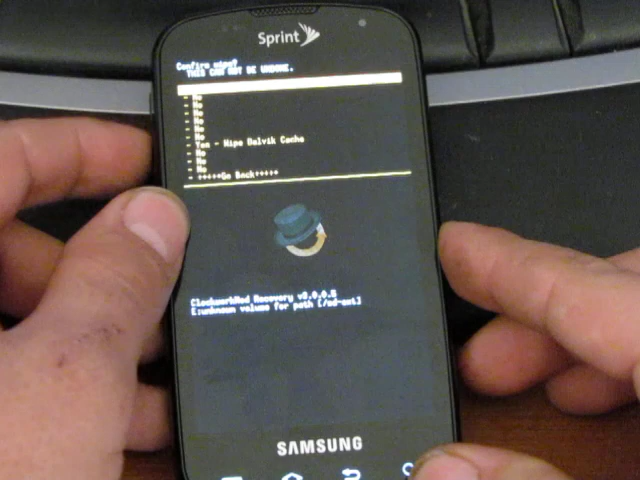 Sprint
Confirm wipe?
THIS CAN NOT BE UNDONE.
- No
- No
- No
- No
- No
- No
- Yes - Wipe Dalvik Cache
- No
- No
- No
- +++++Go Back+++++
ClockworkMod Recovery v3.0.0.5
E:unknown volume for path [/sd-ext]
SAMSUNG